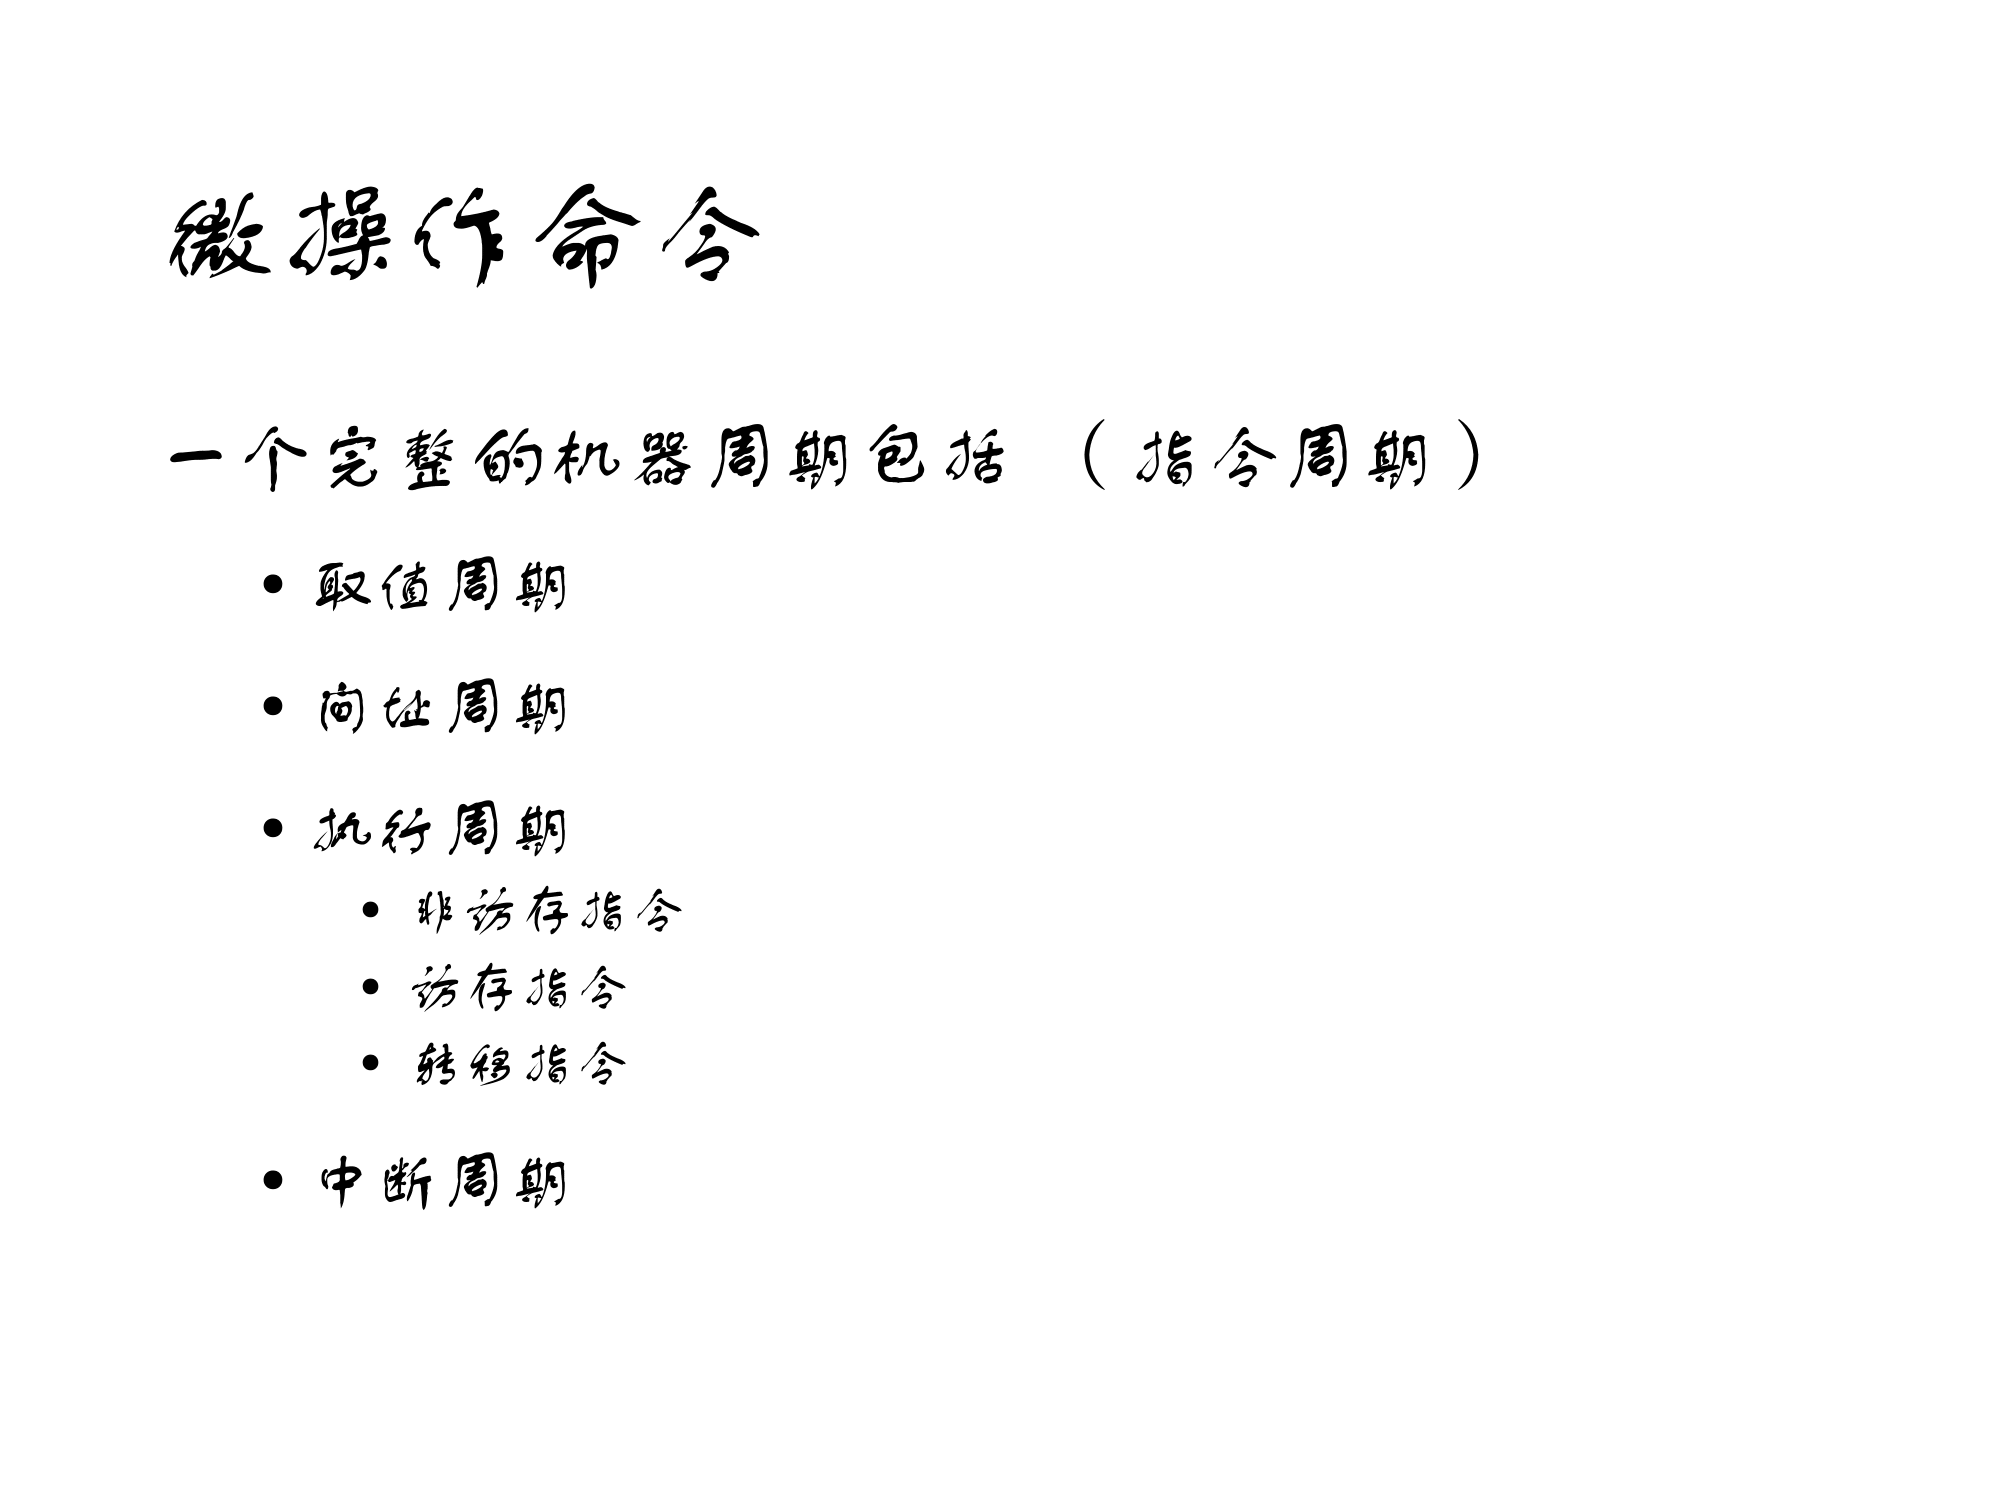 微操作命令
一个完整的机器周期包括 （指令周期）
• 取值周期
• 间址周期
• 执行周期
• 非访存指令
• 访存指令
• 转移指令
• 中断周期